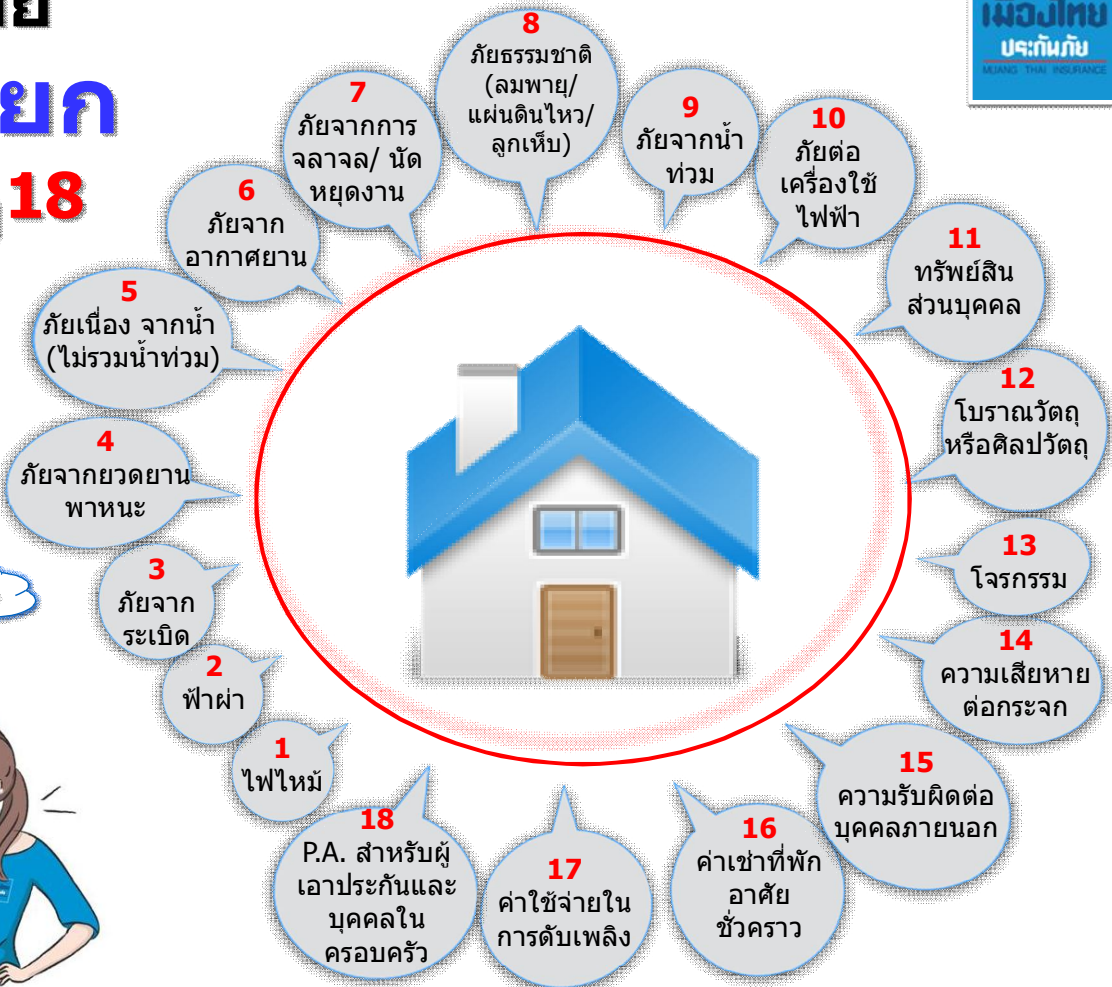 ยก
18
เมืองไทย
ประกันภัย
MUANG THAI INSURANCE
8
ภัยธรรมชาติ
(ลมพายุ/
แผ่นดินไหว/
ลูกเห็บ)
7
ภัยจากการ
จลาจล/ นัด
หยุดงาน
9
ภัยจากน้ำ
ท่วม
10
ภัยต่อ
เครื่องใช้
ไฟฟ้า
6
ภัยจาก
อากาศยาน
11
ทรัพย์สิน
ส่วนบุคคล
5
ภัยเนื่อง จากน้ำ
(ไม่รวมน้ำท่วม)
12
โบราณวัตถุ
หรือศิลปวัตถุ
4
ภัยจากยวดยาน
พาหนะ
13
โจรกรรม
3
ภัยจาก
ระเบิด
14
ความเสียหาย
ต่อกระจก
2
ฟ้าผ่า
1
ไฟไหม้
15
ความรับผิดต่อ
บุคคลภายนอก
18
P.A. สำหรับผู้
เอาประกันและ
บุคคลใน
ครอบครัว
17
ค่าใช้จ่ายใน
การดับเพลิง
16
ค่าเช่าที่พัก
อาศัย
ชั่วคราว